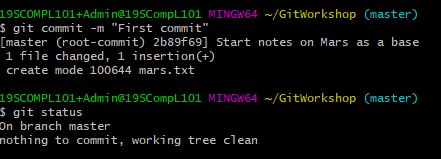 19SCOMPL101+Admin@19SCompL101 MINGW64 ~/GitWorkshop (master)
$ git commit -m "First commit"
[master (root-commit) 2b89f69] Start notes on Mars as a base
 1 file changed, 1 insertion(+)
 create mode 100644 mars.txt
19SCOMPL101+Admin@19SCompL101 MINGW64 ~/GitWorkshop (master)
$ git status
On branch master
nothing to commit, working tree clean